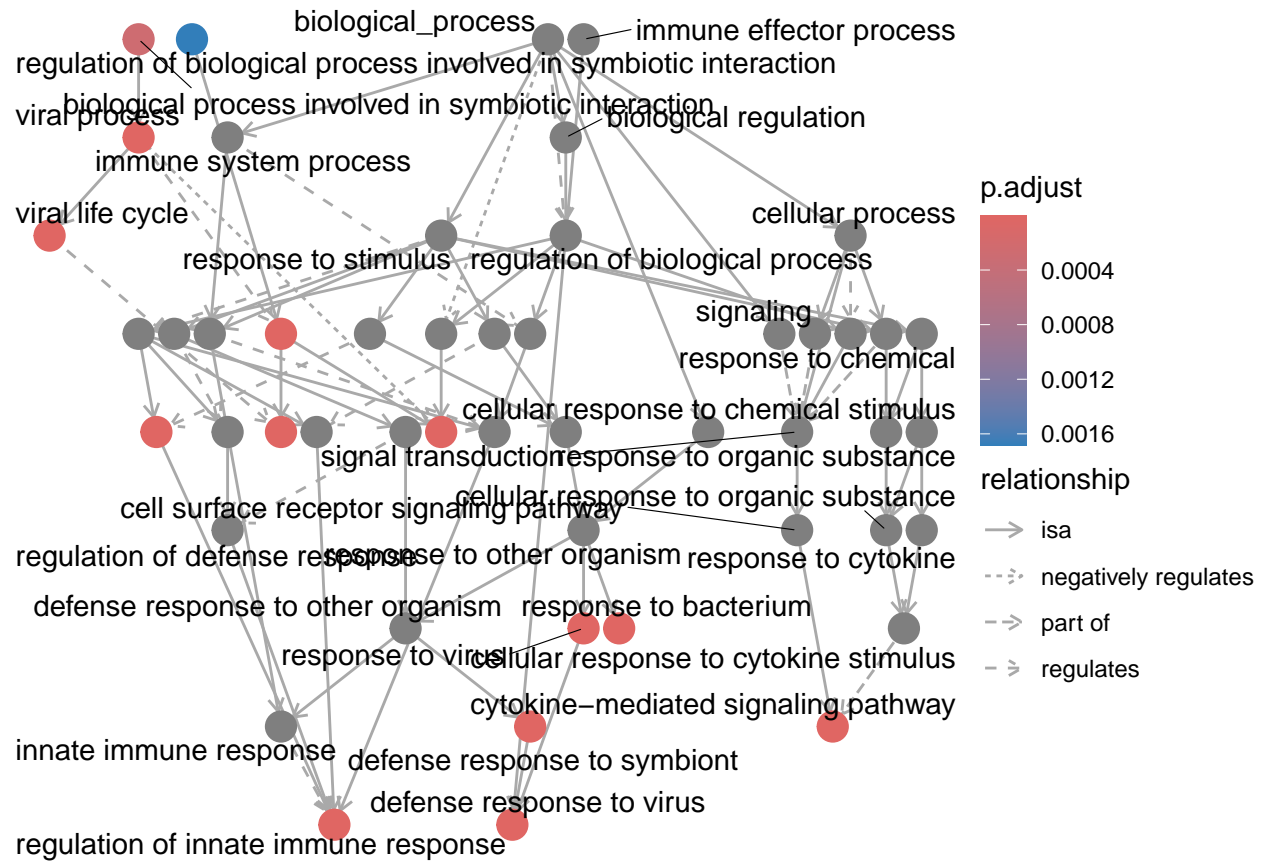 biological_process
immune effector process
regulation of biological process involved in symbiotic interaction
biological process involved in symbiotic interaction
viral process
biological regulation
immune system process
viral life cycle
cellular process
response to stimulus
regulation of biological process
signaling
response to chemical
cellular response to chemical stimulus
signal transduction
response to organic substance
cellular response to organic substance
cell surface receptor signaling pathway
regulation of defense response
response to other organism
response to cytokine
defense response to other organism
response to bacterium
response to virus
cellular response to cytokine stimulus
cytokine−mediated signaling pathway
innate immune response
defense response to symbiont
defense response to virus
regulation of innate immune response
p.adjust
0.0004
0.0008
0.0012
0.0016
relationship
isa
negatively regulates
part of
regulates